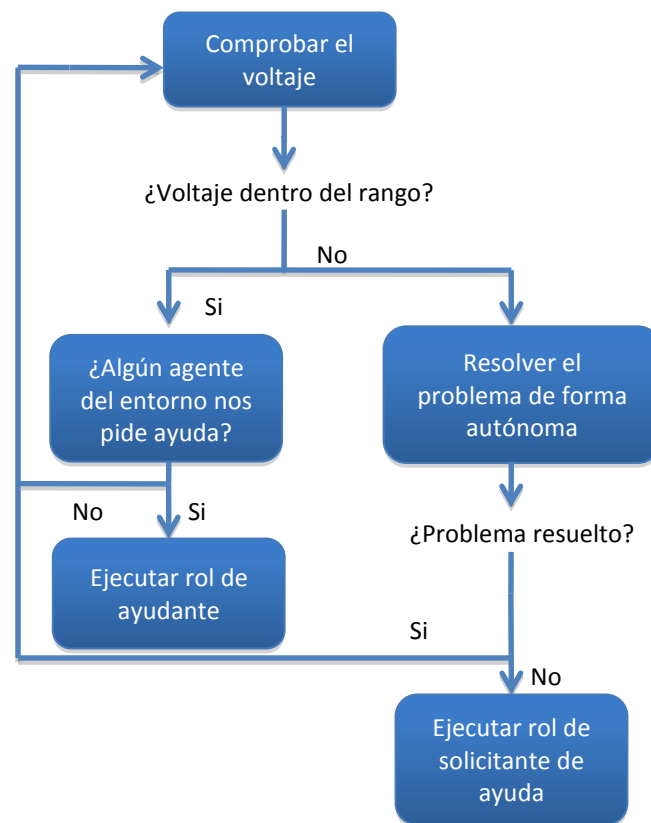 Comprobar el
voltaje
¿Voltaje dentro del rango?
No
Si
¿Algún agente
del entorno nos
pide ayuda?
Resolver el
problema de forma
autónoma
No
Si
¿Problema resuelto?
Ejecutar rol de
ayudante
Si
No
Ejecutar rol de
solicitante de
ayuda